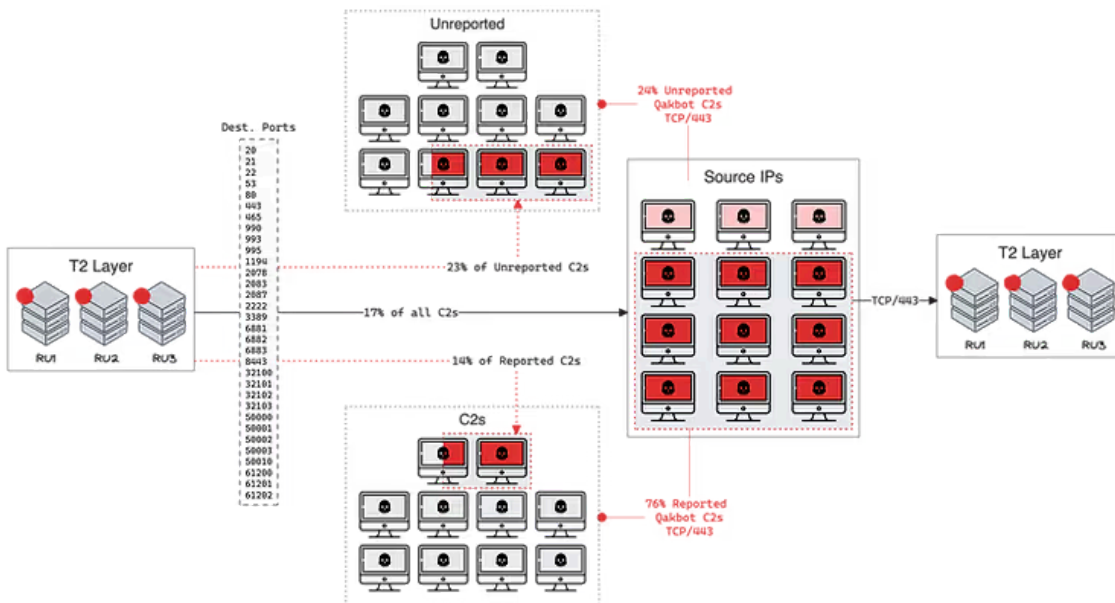 Unreported
24% Unreported
Qakbot C2s
TCP/443
Dest. Ports
20
21
22
53
80
443
465
990
993
995
1194
2078
2083
2087
2222
3389
6881
6882
6883
8443
32100
32101
32102
32103
50000
50001
50002
50003
50010
61200
61201
61202
T2 Layer
RU1
RU2
RU3
23% of Unreported C2s
17% of all C2s
14% of Reported C2s
Source IPs
TCP/443
T2 Layer
RU1
RU2
RU3
C2s
76% Reported
Qakbot C2s
TCP/443